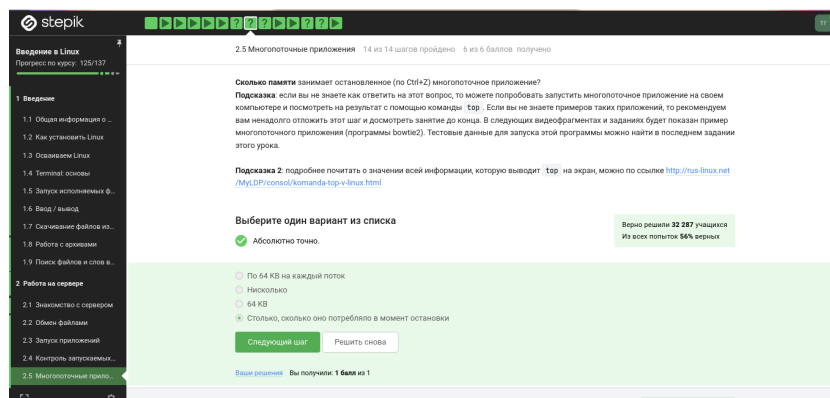 stepik
TF
Введение в Linux
Прогресс по курсу: 125/137
2.5 Многопоточные приложения 14 из 14 шагов пройдено 6 из 6 баллов получено
1 Введение
1.1 Общая информация о ...
1.2 Как установить Linux
1.3 Осваиваем Linux
1.4 Terminal: основы
1.5 Запуск исполняемых ф...
1.6 Ввод / вывод
1.7 Скачивание файлов из...
1.8 Работа с архивами
1.9 Поиск файлов и слов в...
2 Работа на сервере
2.1 Знакомство с сервером
2.2 Обмен файлами
2.3 Запуск приложений
2.4 Контроль запускаемых...
2.5 Многопоточные прило...
Сколько памяти занимает остановленное (по Ctrl+Z) многопоточное приложение?
Подсказка: если вы не знаете как ответить на этот вопрос, то можете попробовать запустить многопоточное приложение на своем
компьютере и посмотреть на результат с помощью команды top. Если вы не знаете примеров таких приложений, то рекомендуем
вам ненадолго отложить этот шаг и досмотреть занятие до конца. В следующих видеофрагментах и заданиях будет показан пример
многопоточного приложения (программы bowtie2). Тестовые данные для запуска этой программы можно найти в последнем задании
этого урока.
Подсказка 2: подробнее почитать о значении всей информации, которую выводит top на экран, можно по ссылке http://rus-linux.net
/MyLDP/consol/komanda-top-v-linux.html
Выберите один вариант из списка
Абсолютно точно.
Верно решили 32 287 учащихся
Из всех попыток 56% верных
По 64 KB на каждый поток
Нисколько
64 KB
Столько, сколько оно потребляло в момент остановки
Следующий шаг Решить снова
Ваши решения Вы получили: 1 балл из 1